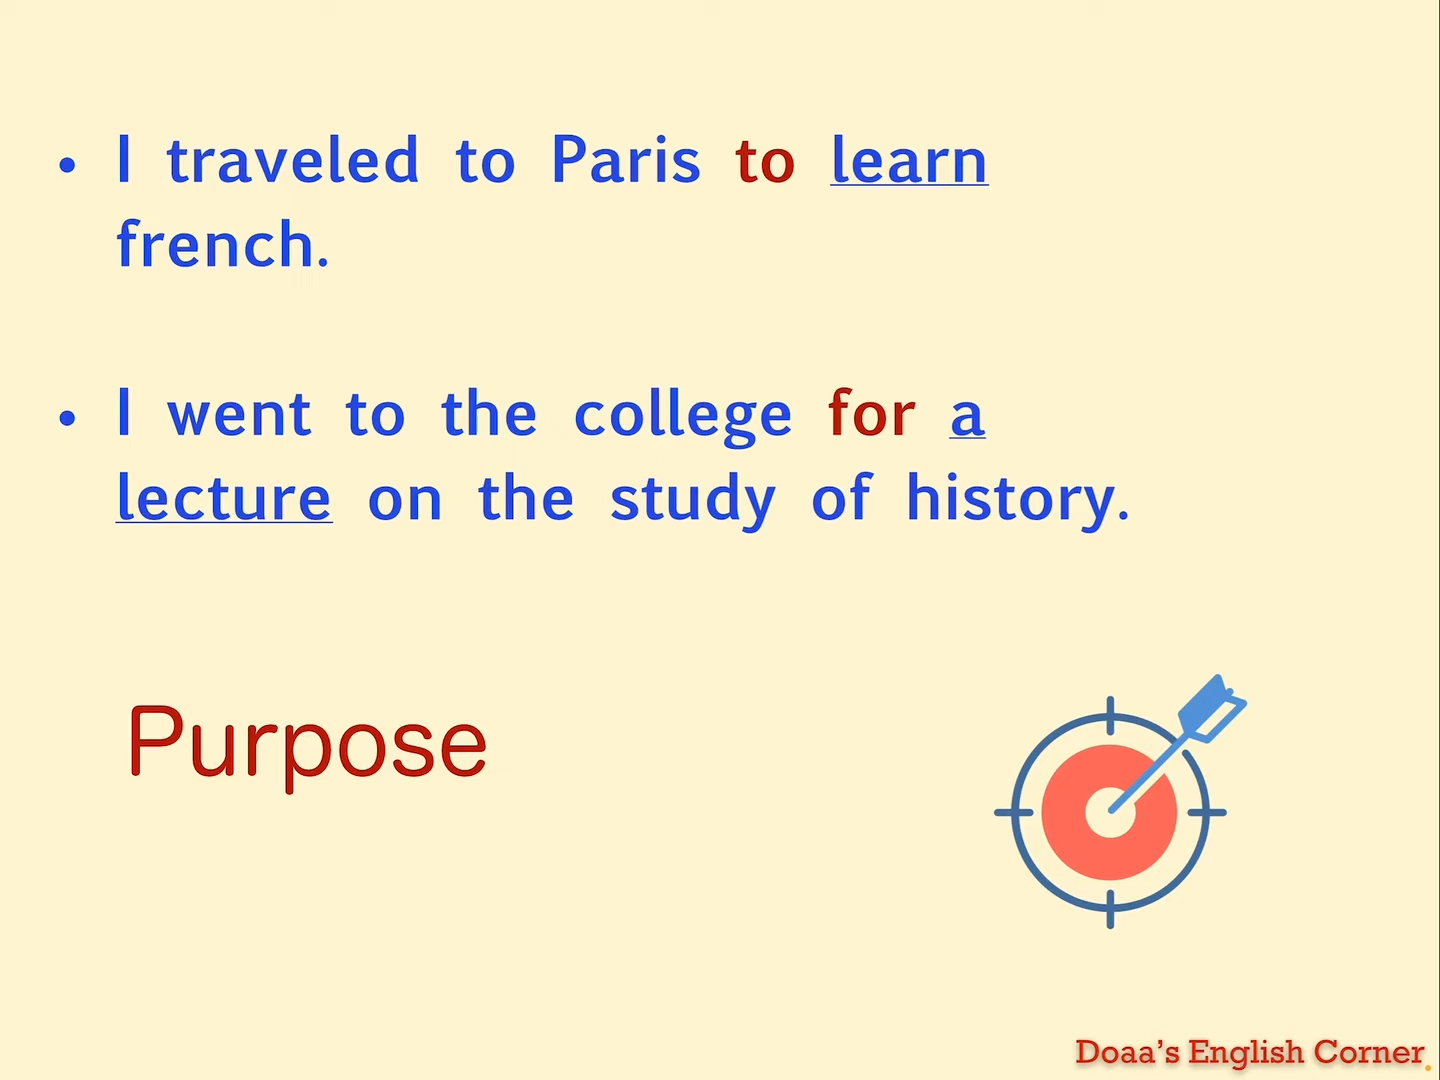 • I traveled to Paris to learn
french.
• I went to the college for a
lecture on the study of history.
Purpose
Doaa's English Corner.